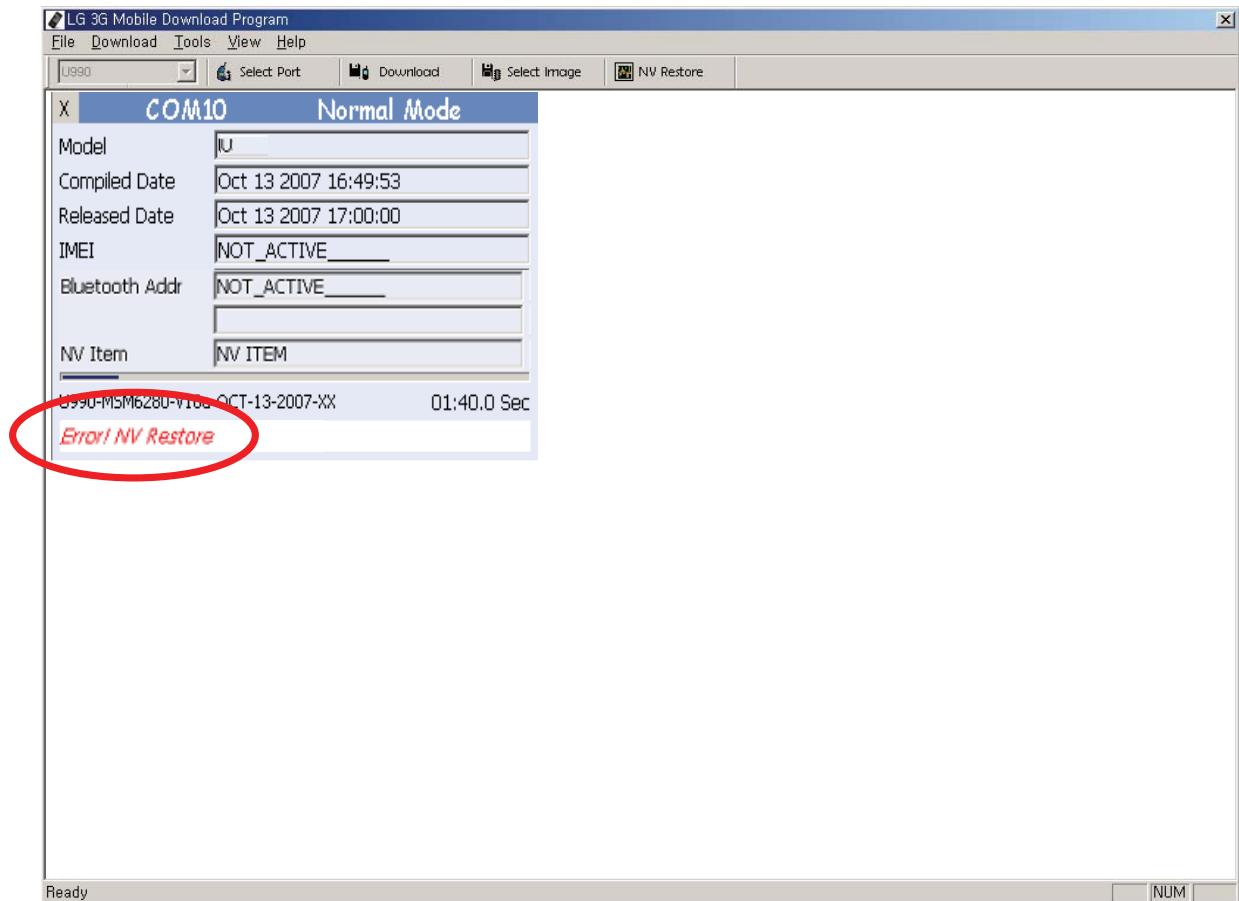 LG 3G Mobile Download Program
File Download Tools View Help
U990 Select Port Download Select Image NV Restore
X COM10 Normal Mode
Model IU
Compiled Date Oct 13 2007 16:49:53
Released Date Oct 13 2007 17:00:00
IMEI NOT_ACTIVE______
Bluetooth Addr NOT_ACTIVE______
NV Item NV ITEM
OCT-13-2007-XX 01:40.0 Sec
Error! NV Restore
Ready NUM